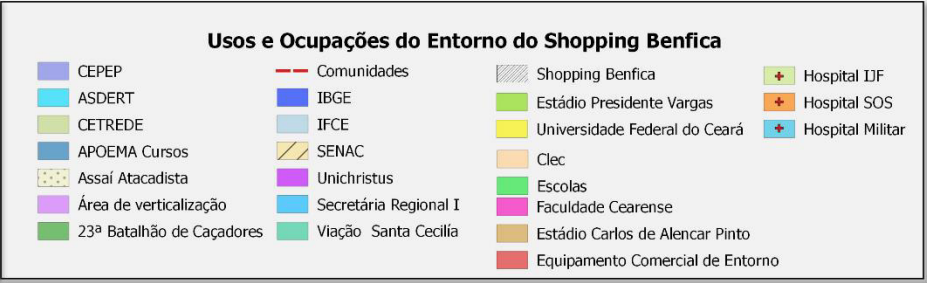 Usos e Ocupações do Entorno do Shopping Benfica
CEPEP
ASDERT
CETREDE
APOEMA Cursos
Assaí Atacadista
Área de verticalização
23ª Batalhão de Caçadores
Comunidades
IBGE
IFCE
SENAC
Unichristus
Secretária Regional I
Viação Santa Cecilía
Shopping Benfica
Estádio Presidente Vargas
Universidade Federal do Ceará
Clec
Escolas
Faculdade Cearense
Estádio Carlos de Alencar Pinto
Equipamento Comercial de Entorno
Hospital IJF
Hospital SOS
Hospital Militar